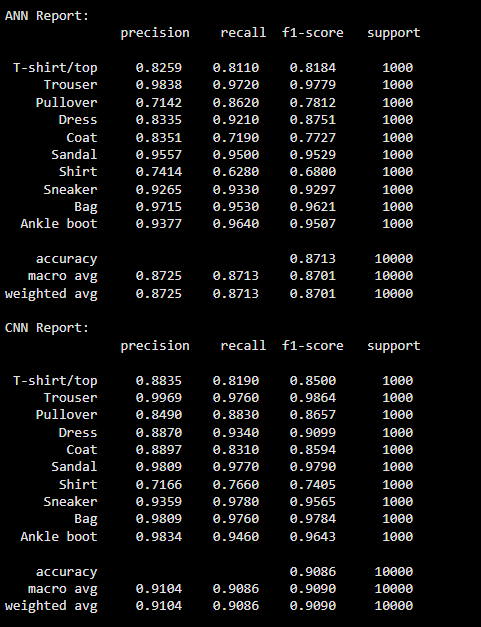 ANN Report:
precision recall f1-score support
T-shirt/top 0.8259 0.8110 0.8184 1000
Trouser 0.9838 0.9720 0.9779 1000
Pullover 0.7142 0.8620 0.7812 1000
Dress 0.8335 0.9210 0.8751 1000
Coat 0.8351 0.7190 0.7727 1000
Sandal 0.9557 0.9500 0.9529 1000
Shirt 0.7414 0.6280 0.6800 1000
Sneaker 0.9265 0.9330 0.9297 1000
Bag 0.9715 0.9530 0.9621 1000
Ankle boot 0.9377 0.9640 0.9507 1000
accuracy 0.8713 10000
macro avg 0.8725 0.8713 0.8701 10000
weighted avg 0.8725 0.8713 0.8701 10000
CNN Report:
precision recall f1-score support
T-shirt/top 0.8835 0.8190 0.8500 1000
Trouser 0.9969 0.9760 0.9864 1000
Pullover 0.8490 0.8830 0.8657 1000
Dress 0.8870 0.9340 0.9099 1000
Coat 0.8897 0.8310 0.8594 1000
Sandal 0.9809 0.9770 0.9790 1000
Shirt 0.7166 0.7660 0.7405 1000
Sneaker 0.9359 0.9780 0.9565 1000
Bag 0.9809 0.9760 0.9784 1000
Ankle boot 0.9834 0.9460 0.9643 1000
accuracy 0.9086 10000
macro avg 0.9104 0.9086 0.9090 10000
weighted avg 0.9104 0.9086 0.9090 10000